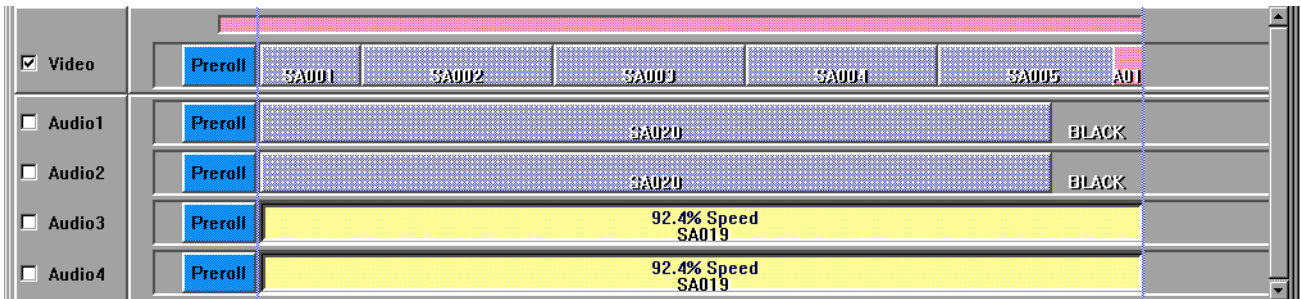 Video Preroll SA001 SA002 SA003 SA004 SA005 A01
Audio1 Preroll SA020 BLACK
Audio2 Preroll SA020 BLACK
Audio3 Preroll 92.4% Speed
SA019
Audio4 Preroll 92.4% Speed
SA019